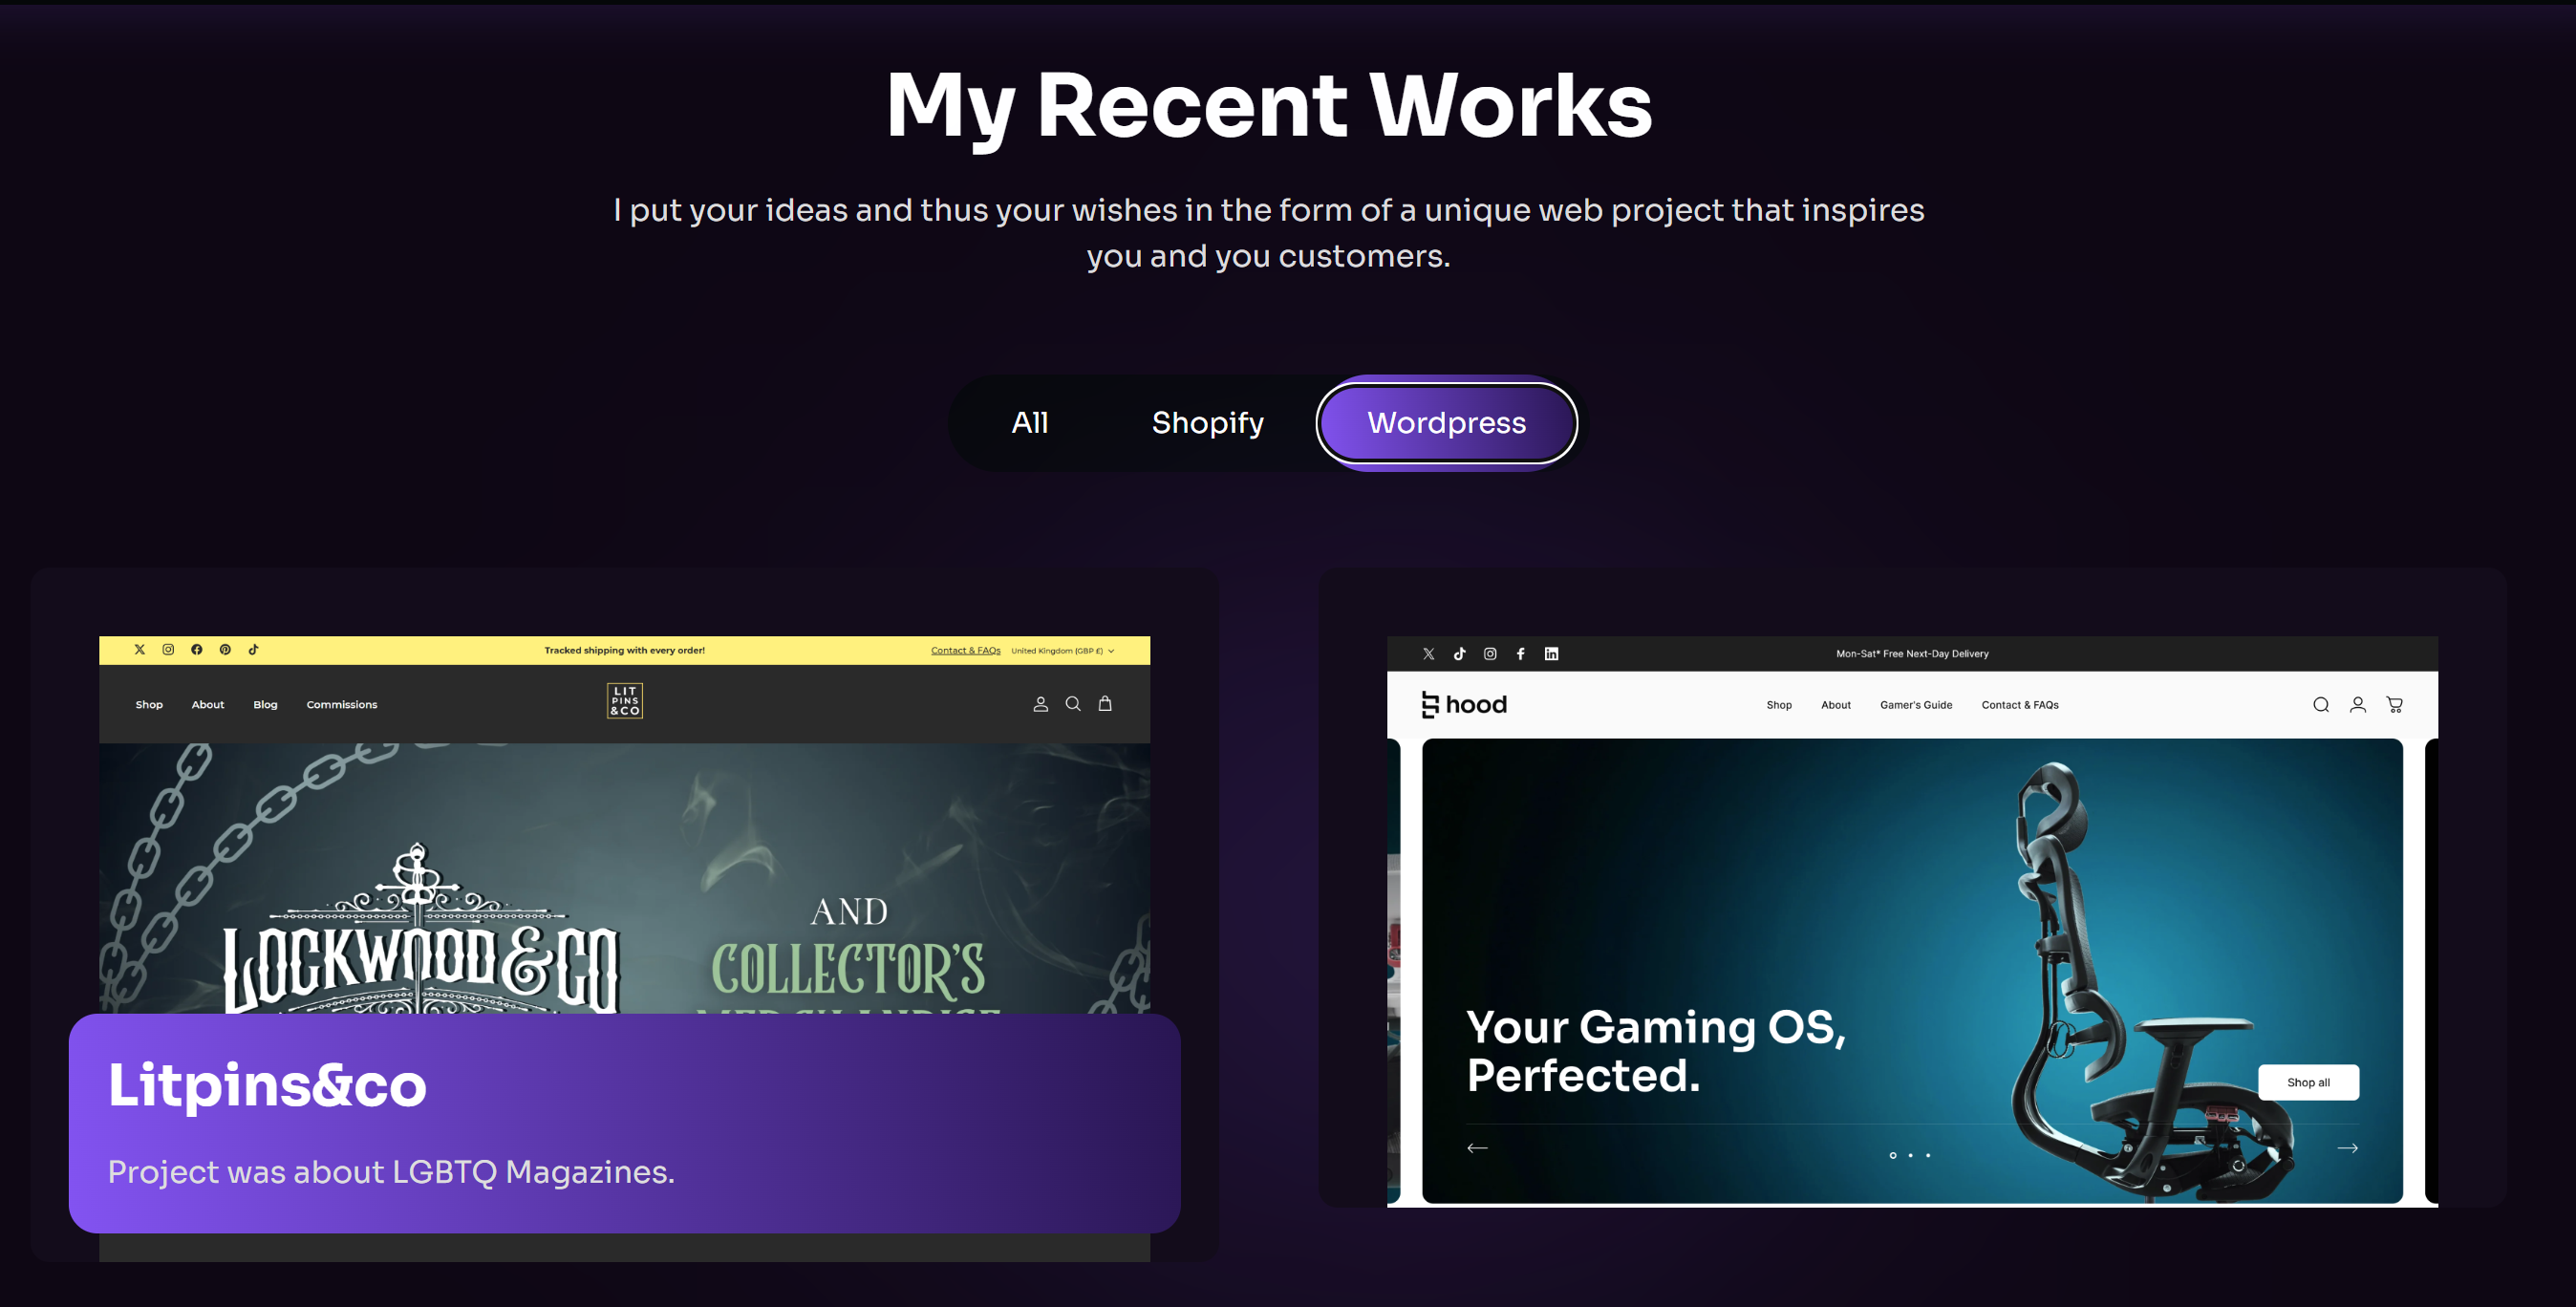 My Recent Works
I put your ideas and thus your wishes in the form of a unique web project that inspires
you and you customers.
All
Shopify
Wordpress
Tracked shipping with every order!
Contact & FAQs
United Kingdom (GBP £)
Shop
About
Blog
Commissions
LIT
PINS
&CO
LOCKWOOD & CO
AND
COLLECTOR'S
MERCHANDISE
Litpins&co
Project was about LGBTQ Magazines.
Mon-Sat* Free Next-Day Delivery
hood
Shop
About
Gamer's Guide
Contact & FAQs
Your Gaming OS,
Perfected.
Shop all